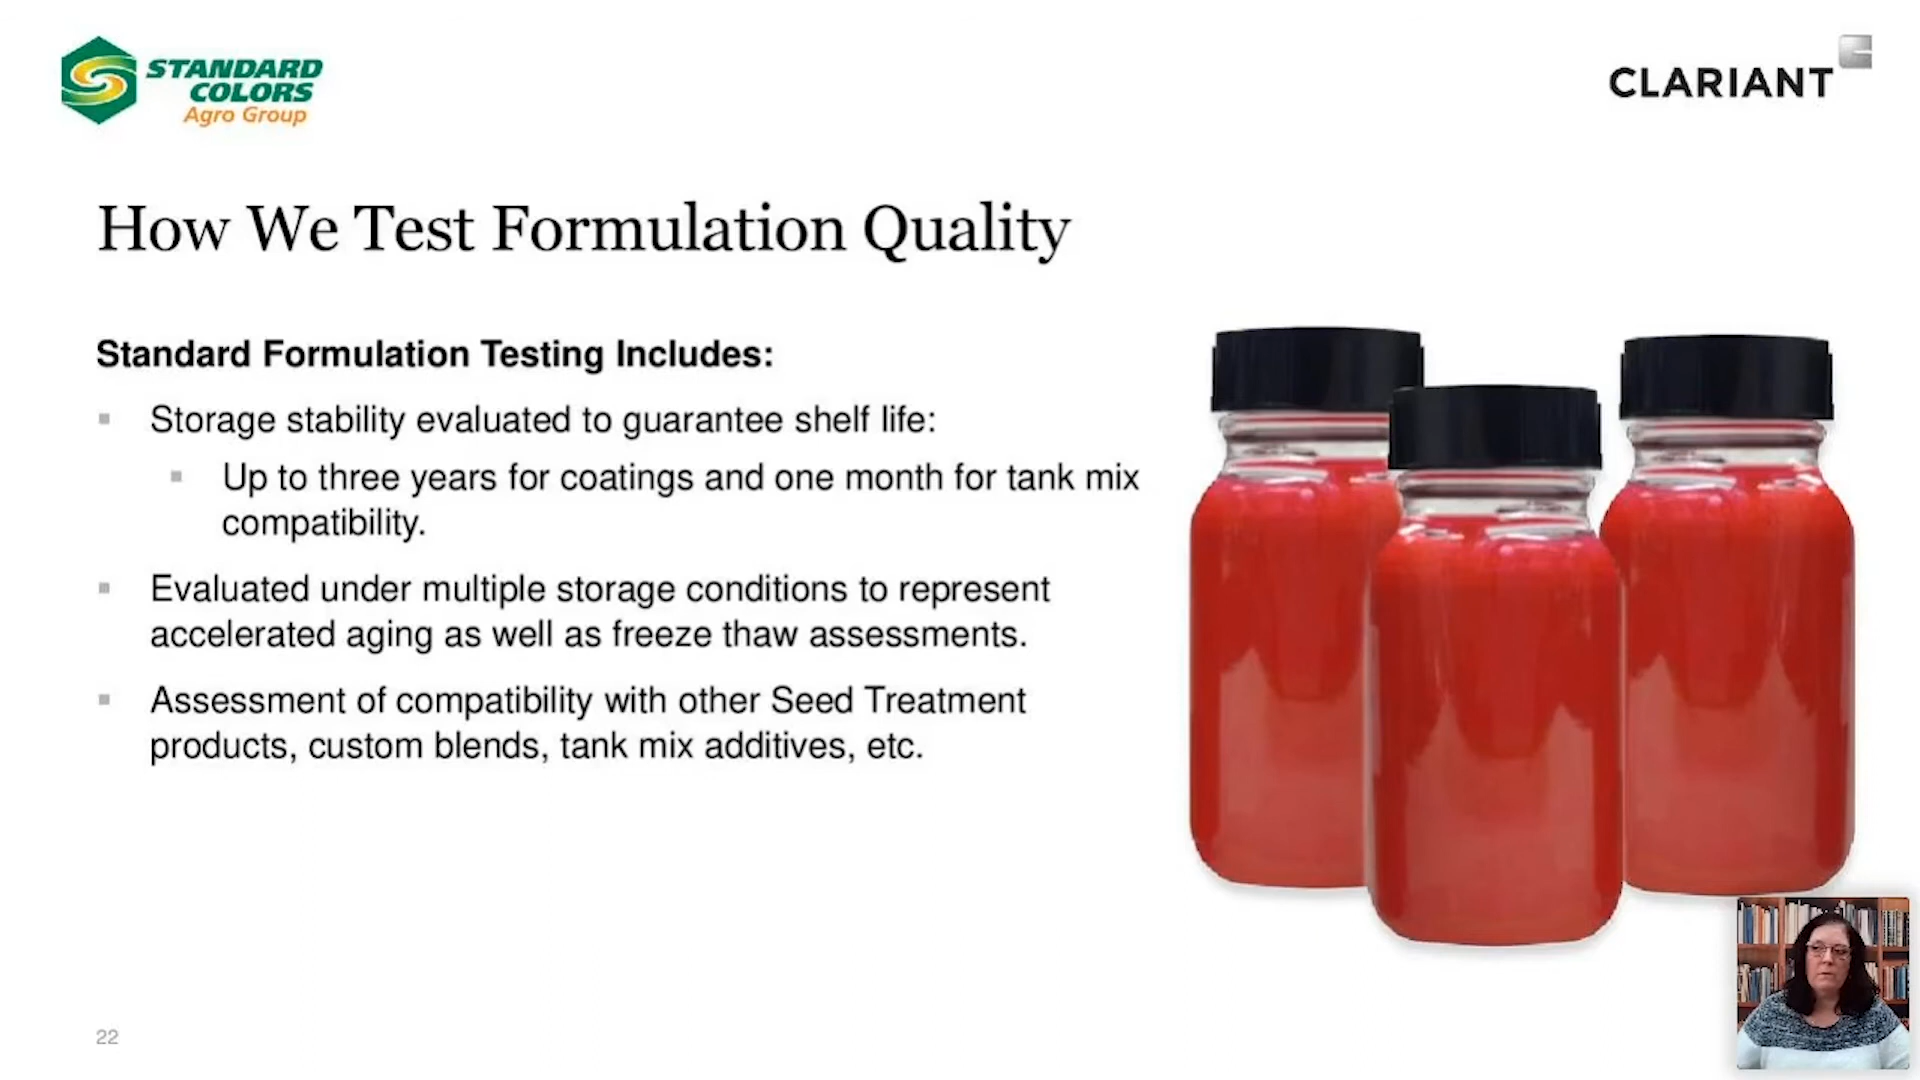 STANDARD
COLORS
Agro Group
CLARIANT
How We Test Formulation Quality
Standard Formulation Testing Includes:
Storage stability evaluated to guarantee shelf life:
Up to three years for coatings and one month for tank mix
compatibility.
Evaluated under multiple storage conditions to represent
accelerated aging as well as freeze thaw assessments.
Assessment of compatibility with other Seed Treatment
products, custom blends, tank mix additives, etc.
22